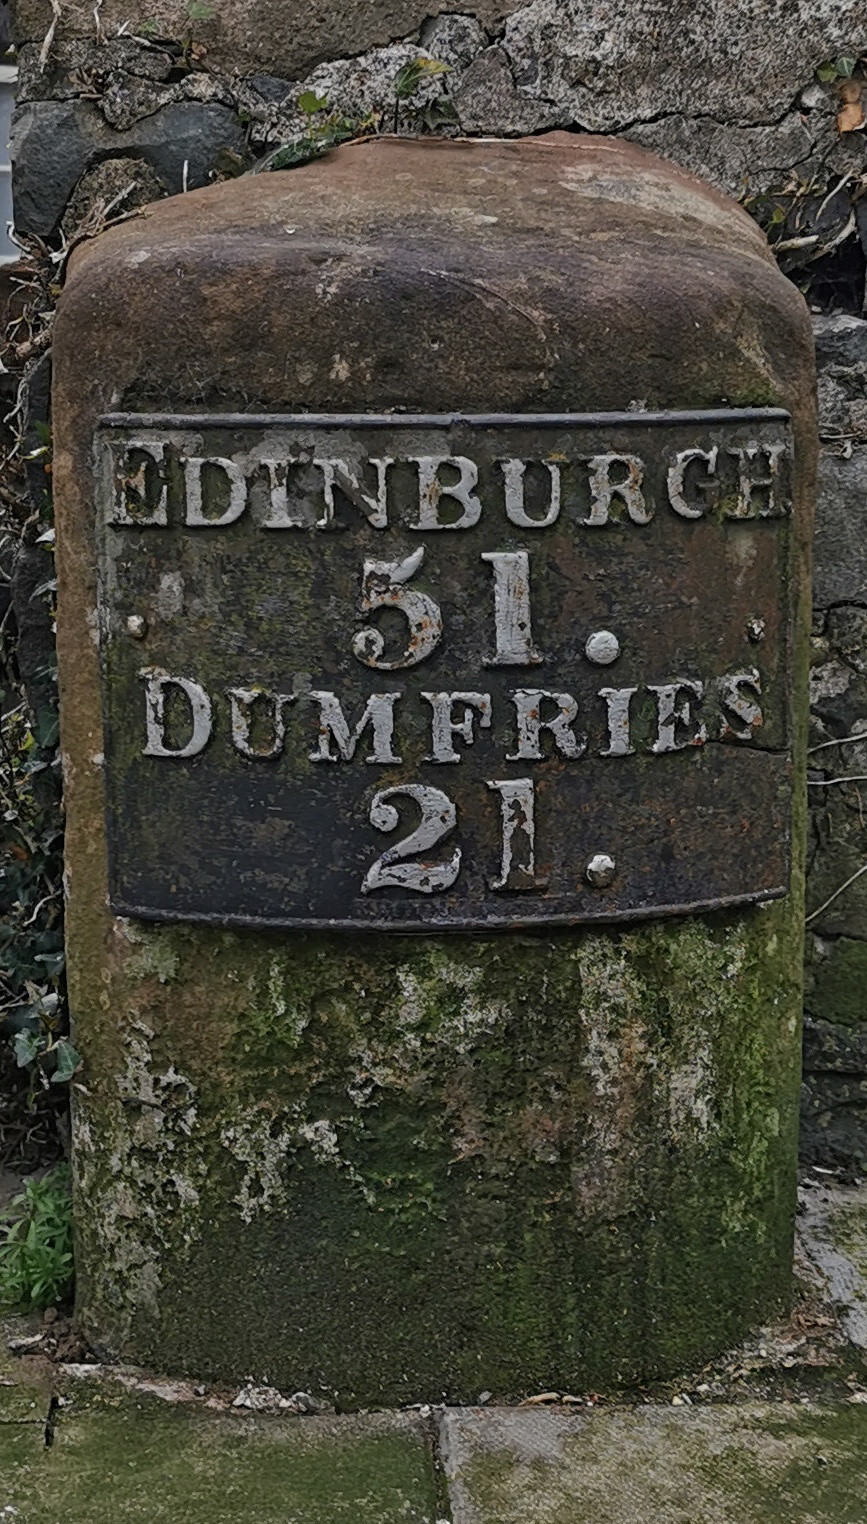 EDINBURGH
51.
DUMFRIES
21.